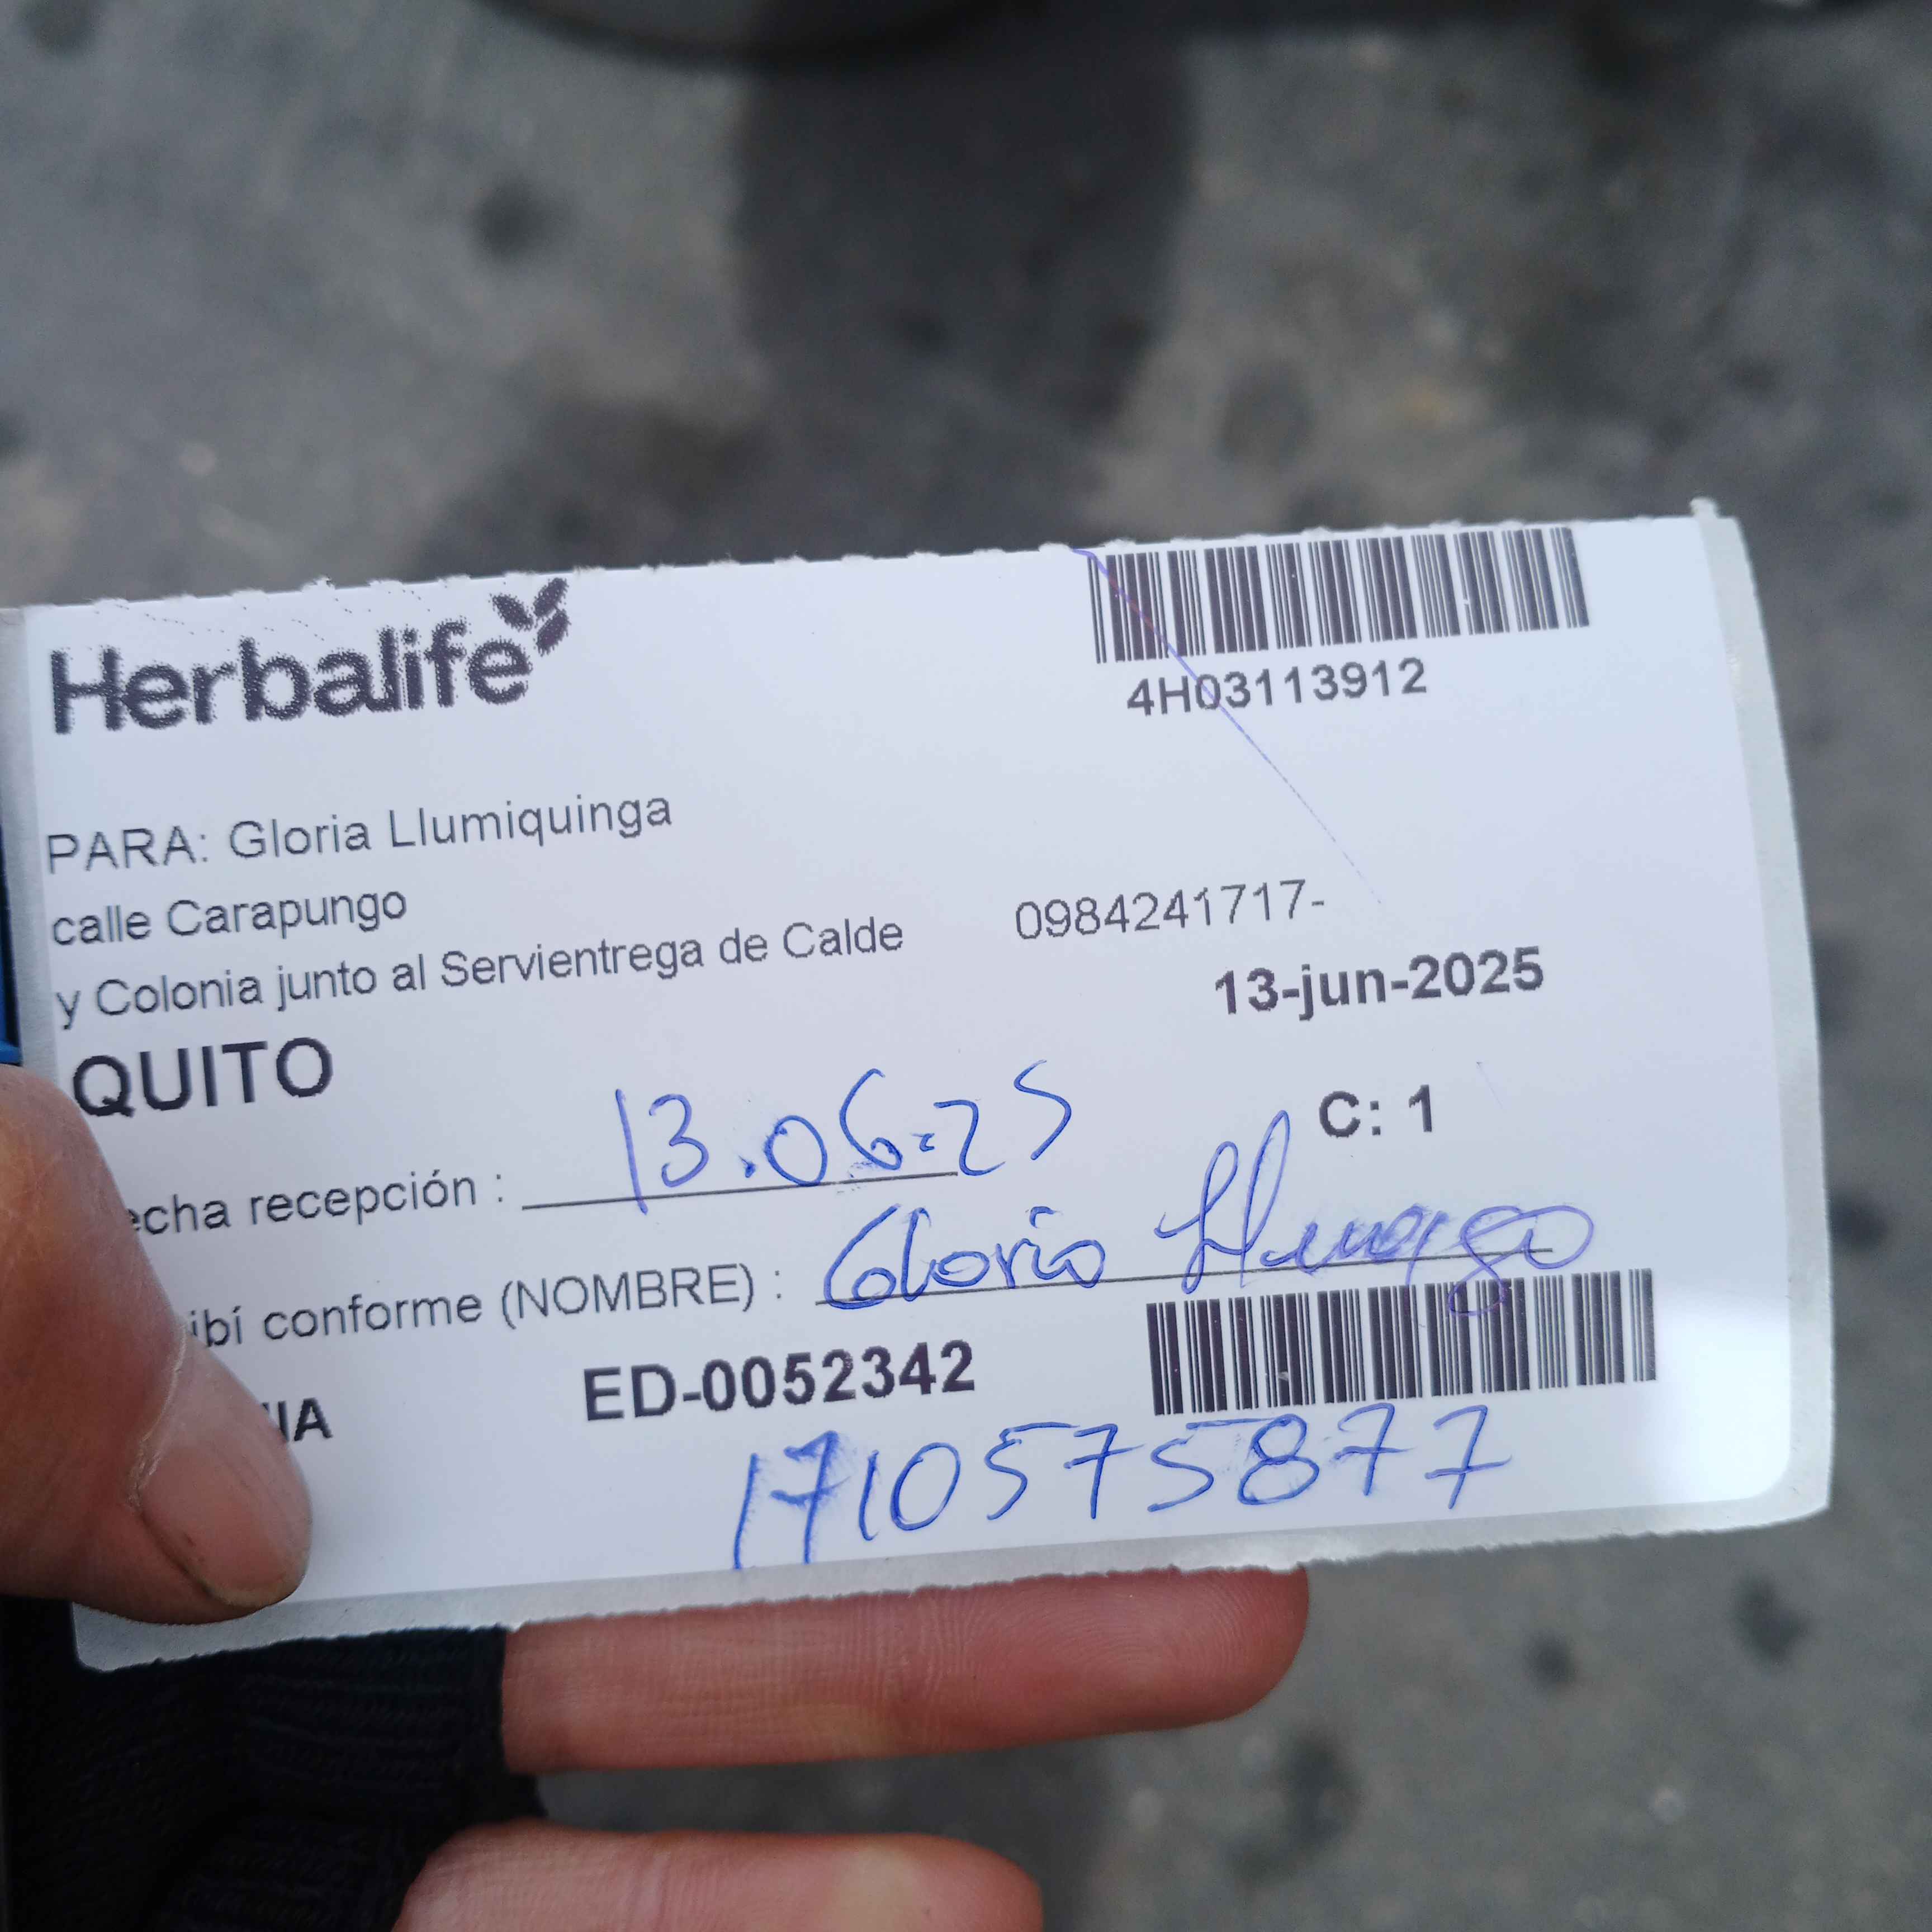 Herbalife
4H03113912
PARA: Gloria Llumiquinga
calle Carapungo
y Colonia junto al Servientrega de Calde
0984241717-
13-jun-2025
QUITO
C: 1
echa recepción : 13.06.25
ibí conforme (NOMBRE) : Gloria
IA
ED-0052342
1710575877